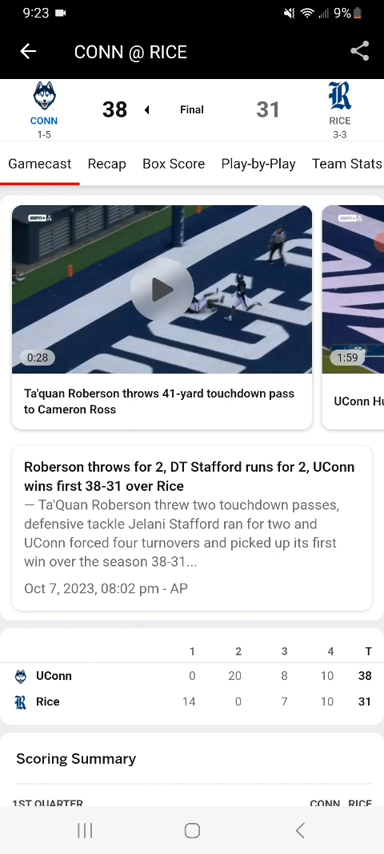 9:23 9%
CONN @ RICE
CONN
1-5
38
Final
31
RICE
3-3
Gamecast Recap Box Score Play-by-Play Team Stats
0:28
1:59
Ta'quan Roberson throws 41-yard touchdown pass
to Cameron Ross
UConn Hu
Roberson throws for 2, DT Stafford runs for 2, UConn
wins first 38-31 over Rice
— Ta'Quan Roberson threw two touchdown passes,
defensive tackle Jelani Stafford ran for two and
UConn forced four turnovers and picked up its first
win over the season 38-31...
Oct 7, 2023, 08:02 pm - AP
1 2 3 4 T
UConn 0 20 8 10 38
Rice 14 0 7 10 31
Scoring Summary
1ST QUARTER CONN RICE